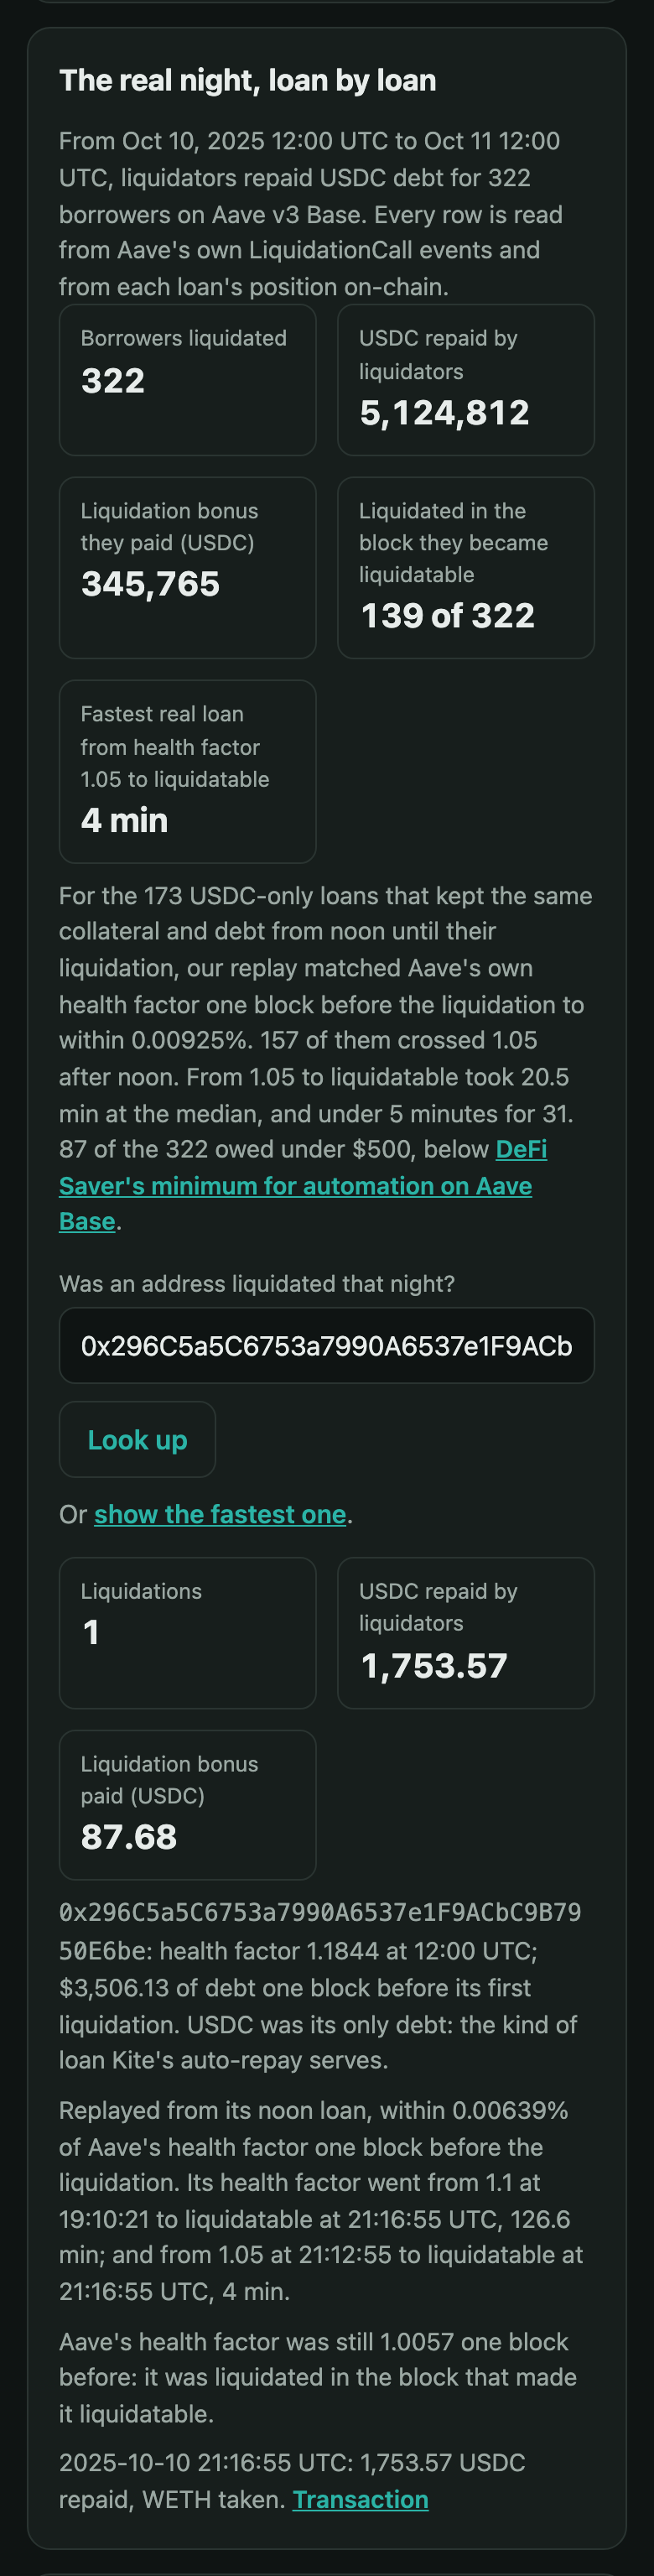 The real night, loan by loan
From Oct 10, 2025 12:00 UTC to Oct 11 12:00
UTC, liquidators repaid USDC debt for 322
borrowers on Aave v3 Base. Every row is read
from Aave's own LiquidationCall events and
from each loan's position on-chain.
Borrowers liquidated
322
USDC repaid by
liquidators
5,124,812
Liquidation bonus
they paid (USDC)
345,765
Liquidated in the
block they became
liquidatable
139 of 322
Fastest real loan
from health factor
1.05 to liquidatable
4 min
For the 173 USDC-only loans that kept the same
collateral and debt from noon until their
liquidation, our replay matched Aave's own
health factor one block before the liquidation to
within 0.00925%. 157 of them crossed 1.05
after noon. From 1.05 to liquidatable took 20.5
min at the median, and under 5 minutes for 31.
87 of the 322 owed under $500, below DeFi
Saver's minimum for automation on Aave
Base.
Was an address liquidated that night?
0x296C5a5C6753a7990A6537e1F9ACb
Look up
Or show the fastest one.
Liquidations
1
USDC repaid by
liquidators
1,753.57
Liquidation bonus
paid (USDC)
87.68
0x296C5a5C6753a7990A6537e1F9ACbC9B79
50E6be: health factor 1.1844 at 12:00 UTC;
$3,506.13 of debt one block before its first
liquidation. USDC was its only debt: the kind of
loan Kite's auto-repay serves.
Replayed from its noon loan, within 0.00639%
of Aave's health factor one block before the
liquidation. Its health factor went from 1.1 at
19:10:21 to liquidatable at 21:16:55 UTC, 126.6
min; and from 1.05 at 21:12:55 to liquidatable at
21:16:55 UTC, 4 min.
Aave's health factor was still 1.0057 one block
before: it was liquidated in the block that made
it liquidatable.
2025-10-10 21:16:55 UTC: 1,753.57 USDC
repaid, WETH taken. Transaction